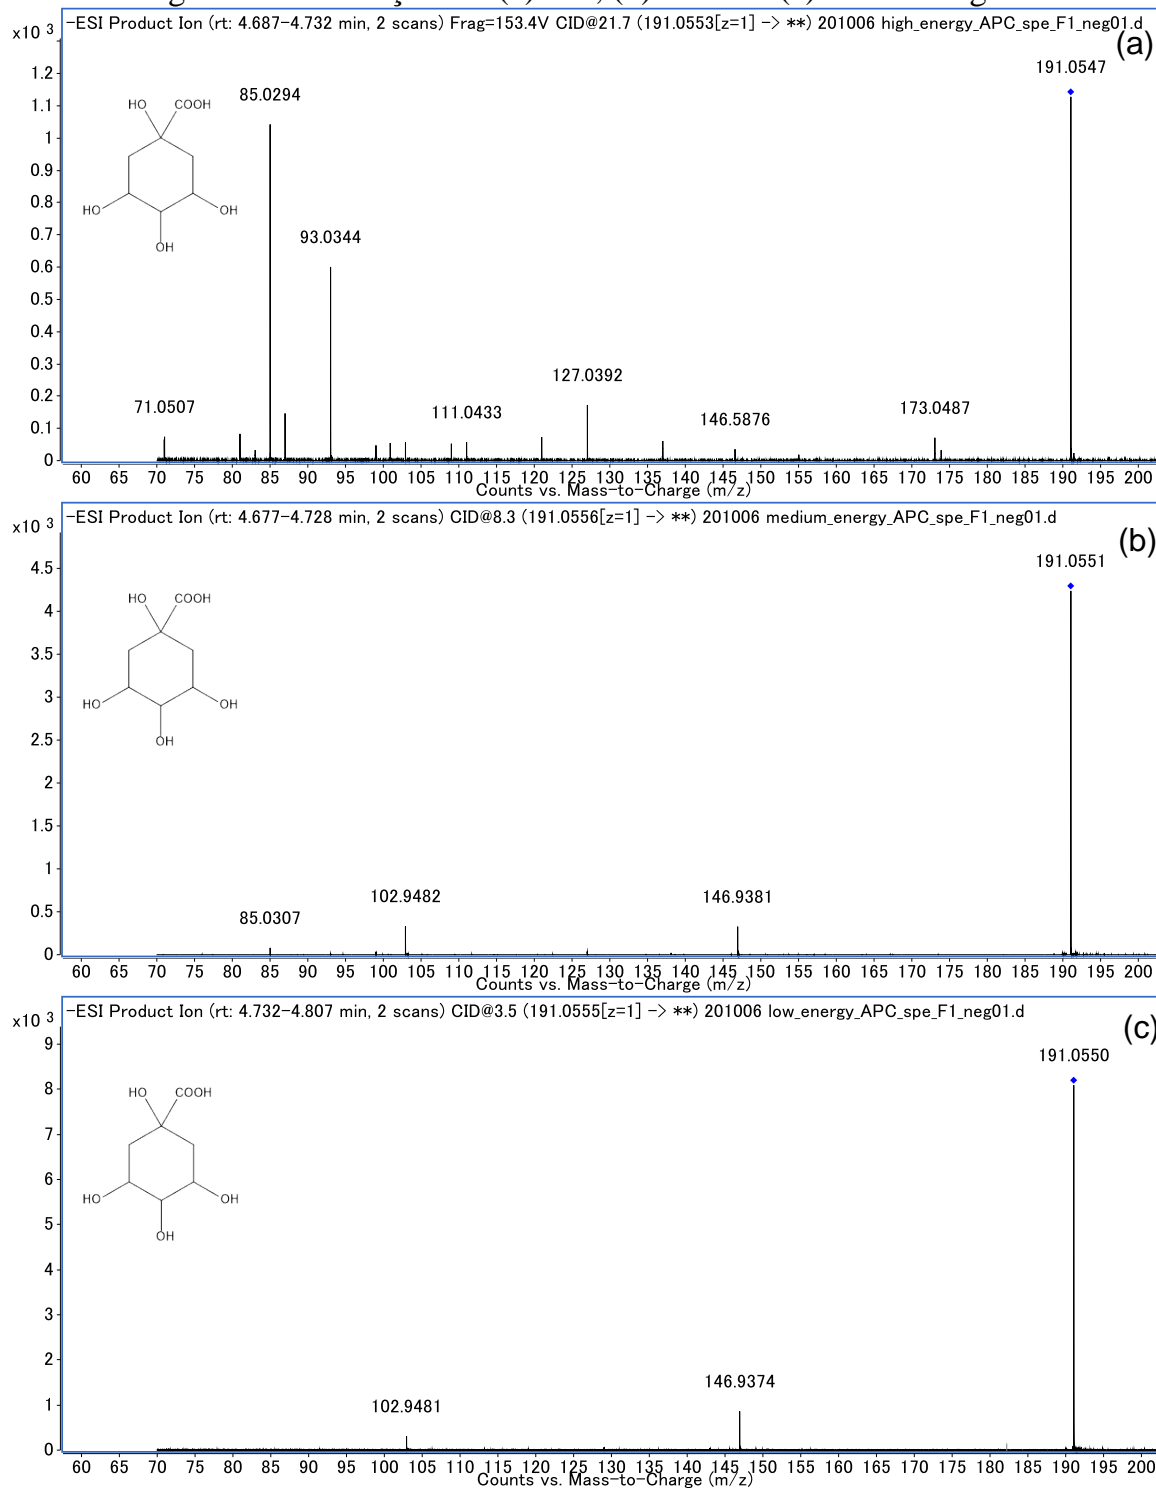 x10 3
-ESI Product Ion (rt: 4.687-4.732 min, 2 scans) Frag=153.4V CID@21.7 (191.0553[z=1] -> **) 201006 high_energy_APC_spe_F1_neg01.d
(a)
191.0547
85.0294
93.0344
127.0392
71.0507
111.0433
146.5876
173.0487
HO COOH
HO OH
OH
1.2
1.1
1
0.9
0.8
0.7
0.6
0.5
0.4
0.3
0.2
0.1
0
60 65 70 75 80 85 90 95 100 105 110 115 120 125 130 135 140 145 150 155 160 165 170 175 180 185 190 195 200
Counts vs. Mass-to-Charge (m/z)
x10 3
-ESI Product Ion (rt: 4.677-4.728 min, 2 scans) CID@8.3 (191.0556[z=1] -> **) 201006 medium_energy_APC_spe_F1_neg01.d
(b)
191.0551
102.9482
146.9381
85.0307
HO COOH
HO OH
OH
4.5
4
3.5
3
2.5
2
1.5
1
0.5
0
60 65 70 75 80 85 90 95 100 105 110 115 120 125 130 135 140 145 150 155 160 165 170 175 180 185 190 195 200
Counts vs. Mass-to-Charge (m/z)
x10 3
-ESI Product Ion (rt: 4.732-4.807 min, 2 scans) CID@3.5 (191.0555[z=1] -> **) 201006 low_energy_APC_spe_F1_neg01.d
(c)
191.0550
146.9374
102.9481
HO COOH
HO OH
OH
9
8
7
6
5
4
3
2
1
0
60 65 70 75 80 85 90 95 100 105 110 115 120 125 130 135 140 145 150 155 160 165 170 175 180 185 190 195 200
Counts vs. Mass-to-Charge (m/z)